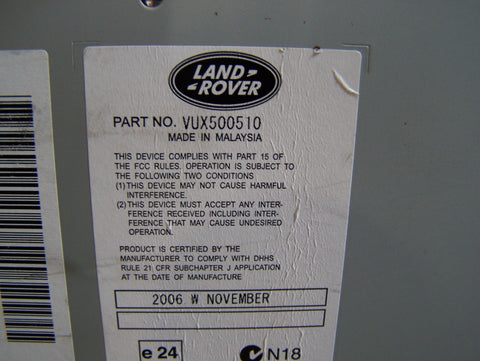 LAND
ROVER
PART NO. VUX500510
MADE IN MALAYSIA
THIS DEVICE COMPLIES WITH PART 15 OF
THE FCC RULES. OPERATION IS SUBJECT TO
THE FOLLOWING TWO CONDITIONS
(1)THIS DEVICE MAY NOT CAUSE HARMFUL
INTERFERENCE.
(2)THIS DEVICE MUST ACCEPT ANY INTER-
FERENCE RECEIVED INCLUDING INTER-
FERENCE THAT MAY CAUSE UNDESIRED
OPERATION.
PRODUCT IS CERTIFIED BY THE
MANUFACTURER TO COMPLY WITH DHHS
RULE 21 CFR SUBCHAPTER J APPLICATION
AT THE DATE OF MANUFACTURE
2006 W NOVEMBER
e 24
N18